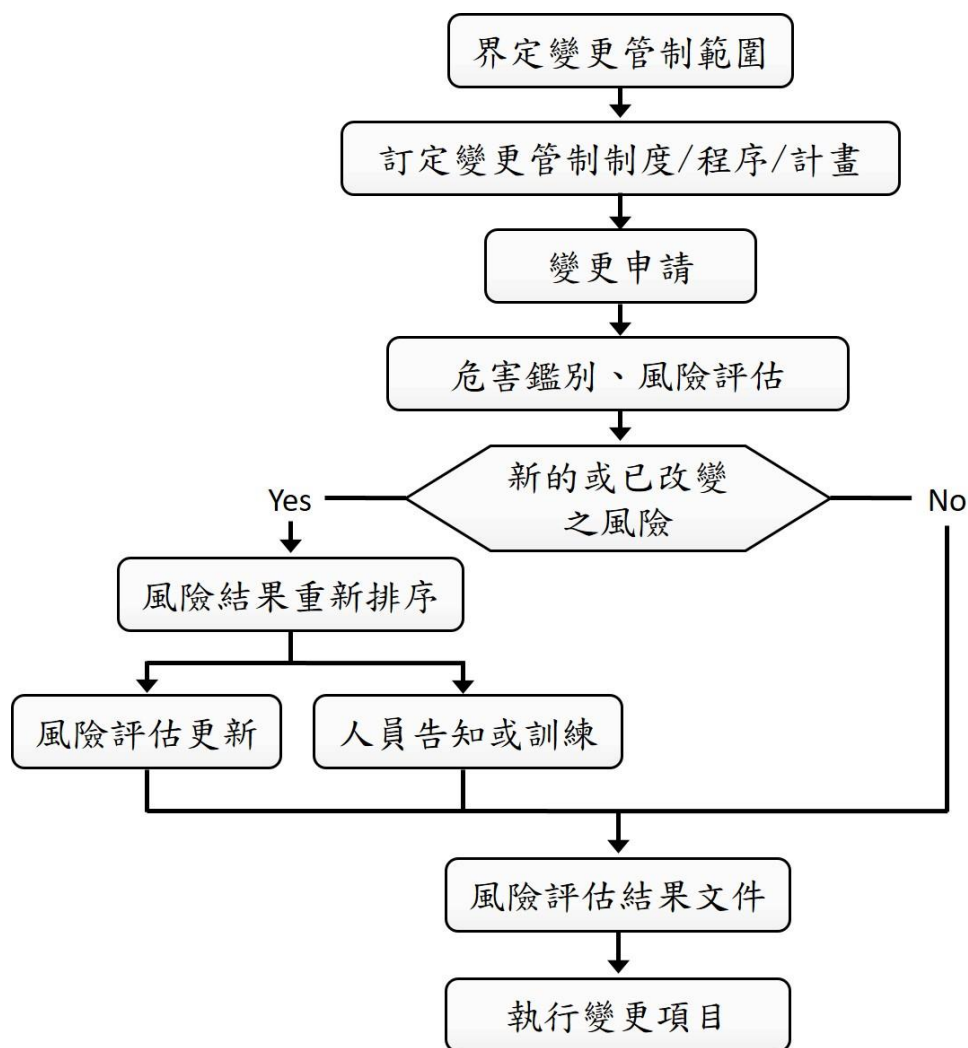 界定變更管制範圍
訂定變更管制制度/程序/計畫
變更申請
危害鑑別、風險評估
新的或已改變
之風險
Yes
No
風險結果重新排序
風險評估更新
人員告知或訓練
風險評估結果文件
執行變更項目